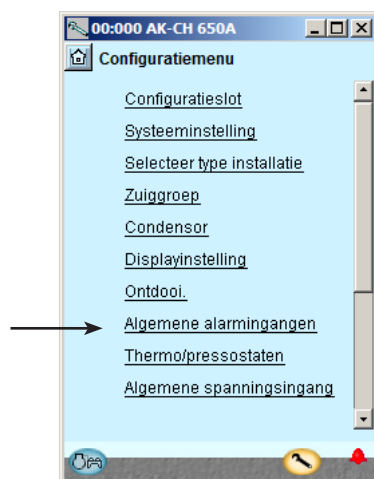 00:000 AK-CH 650A
Configuratiemenu
Configuratieslot
Systeeminstelling
Selecteer type installatie
Zuiggroep
Condensor
Displayinstelling
Ontdooi.
Algemene alarmingangen
Thermo/pressostaten
Algemene spanningsingang